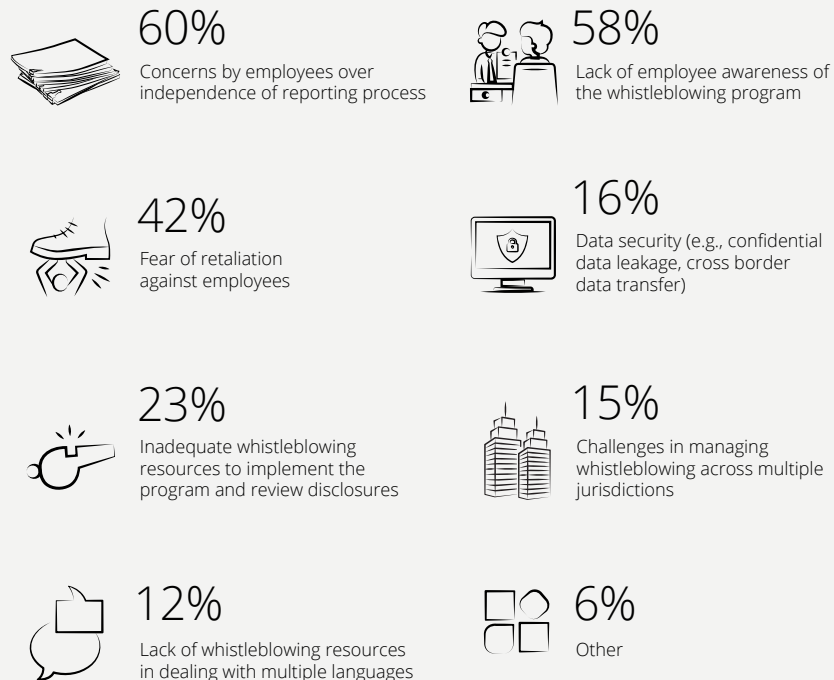 60%
Concerns by employees over
independence of reporting process
58%
Lack of employee awareness of
the whistleblowing program
42%
Fear of retaliation
against employees
16%
Data security (e.g., confidential
data leakage, cross border
data transfer)
23%
Inadequate whistleblowing
resources to implement the
program and review disclosures
15%
Challenges in managing
whistleblowing across multiple
jurisdictions
12%
Lack of whistleblowing resources
in dealing with multiple languages
6%
Other